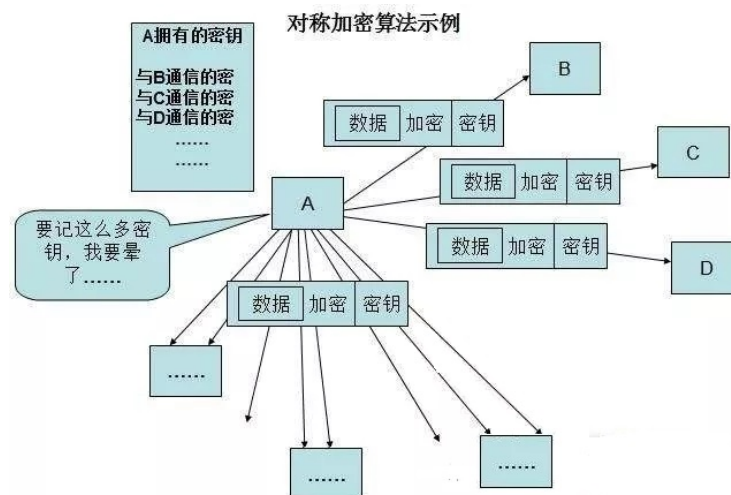 对称加密算法示例
A拥有的密钥
与B通信的密
与C通信的密
与D通信的密
......
......
B
数据 加密 密钥
C
数据 加密 密钥
A
要记这么多密
钥，我要晕
了......
数据 加密 密钥
D
数据 加密 密钥
......
......
......